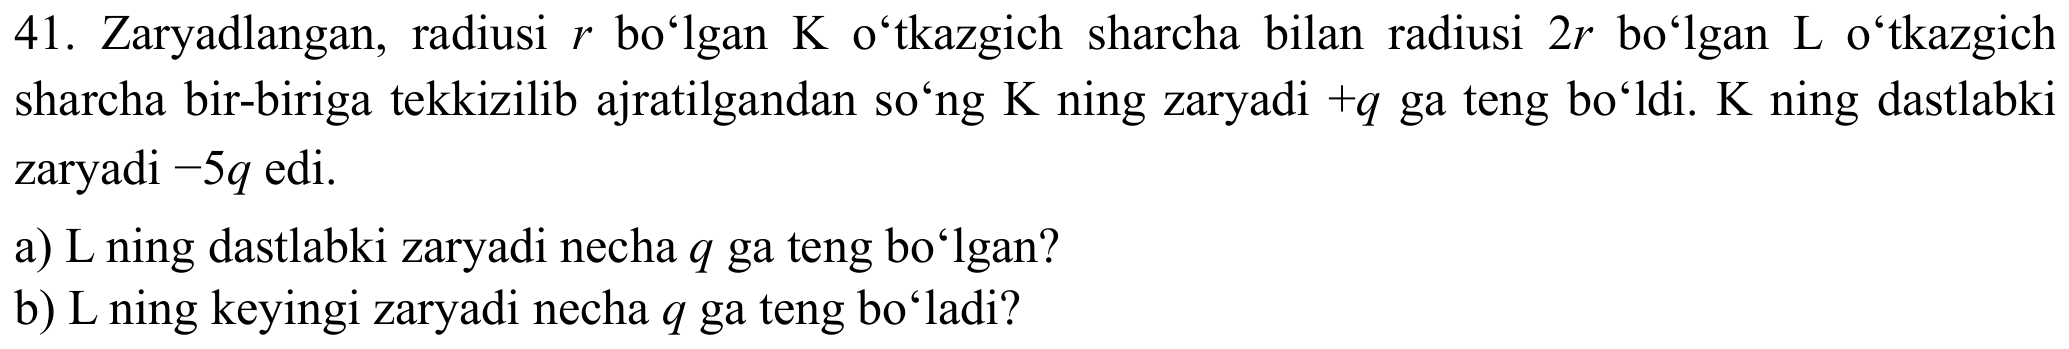 41. Zaryadlangan, radiusi r bo‘lgan K o‘tkazgich sharcha bilan radiusi 2r bo‘lgan L o‘tkazgich
sharcha bir-biriga tekkizilib ajratilgandan so‘ng K ning zaryadi +q ga teng bo‘ldi. K ning dastlabki
zaryadi −5q edi.
a) L ning dastlabki zaryadi necha q ga teng bo‘lgan?
b) L ning keyingi zaryadi necha q ga teng bo‘ladi?